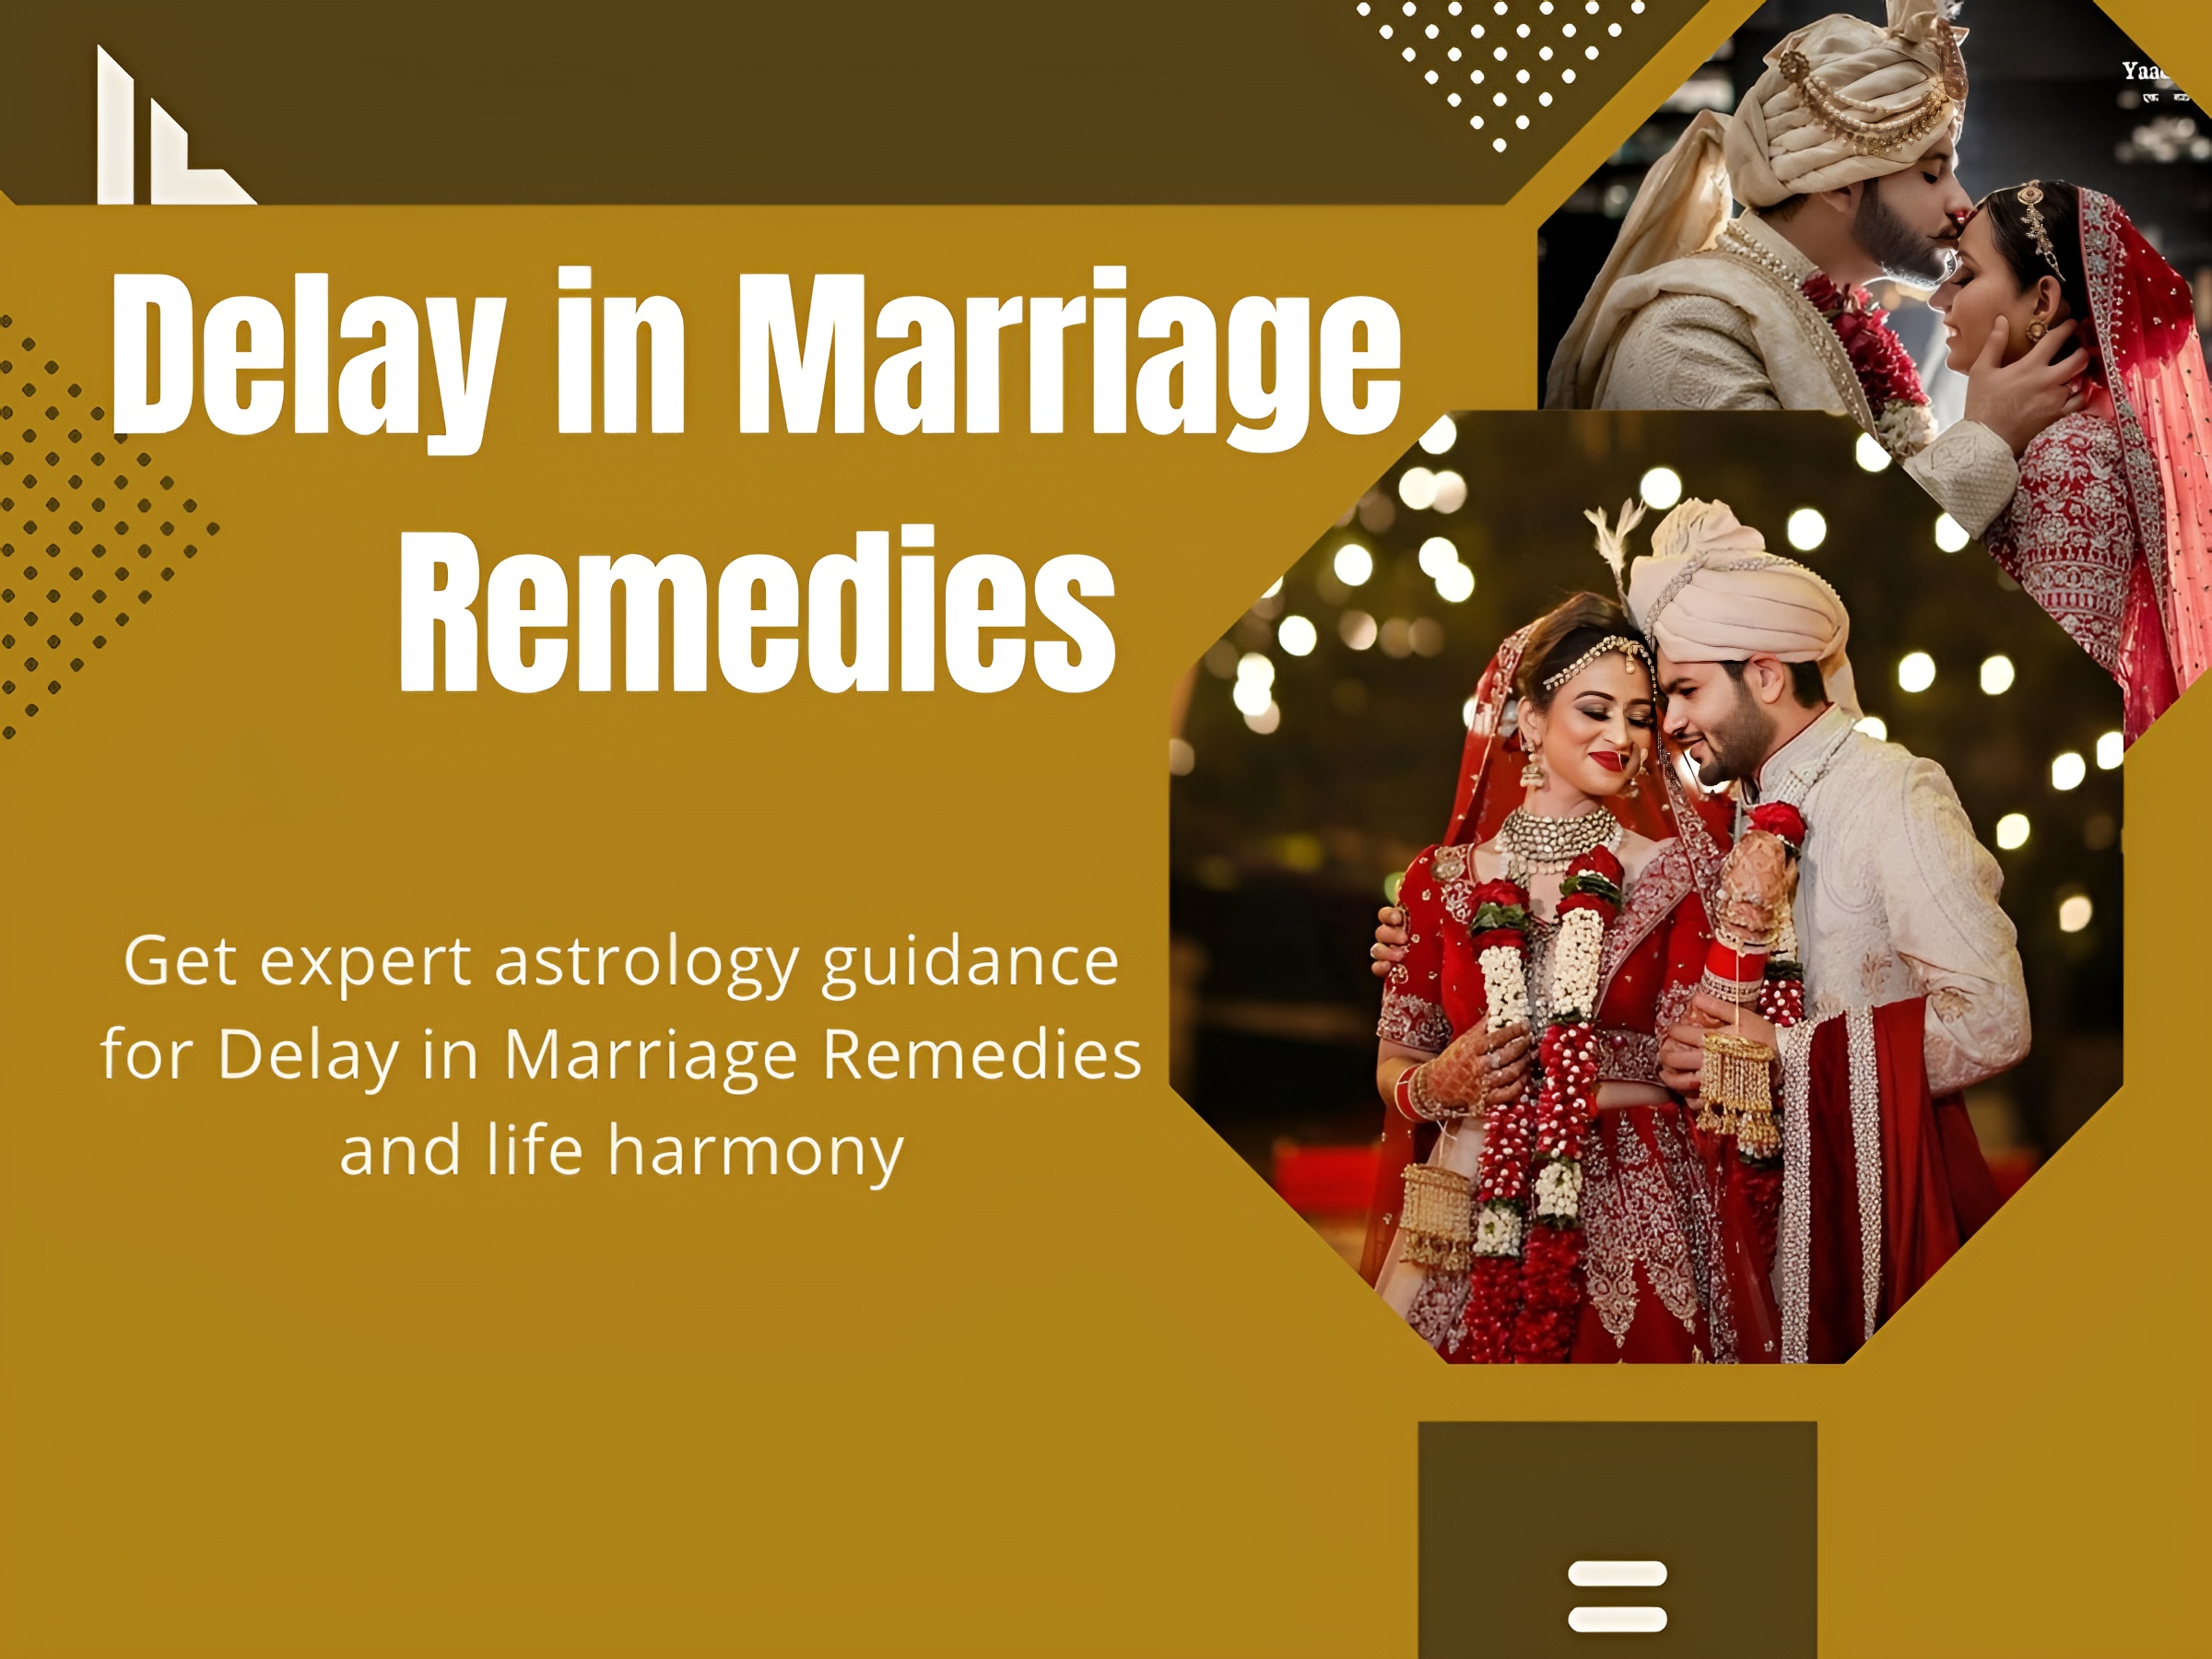 Delay in Marriage
Remedies
Get expert astrology guidance
for Delay in Marriage Remedies
and life harmony